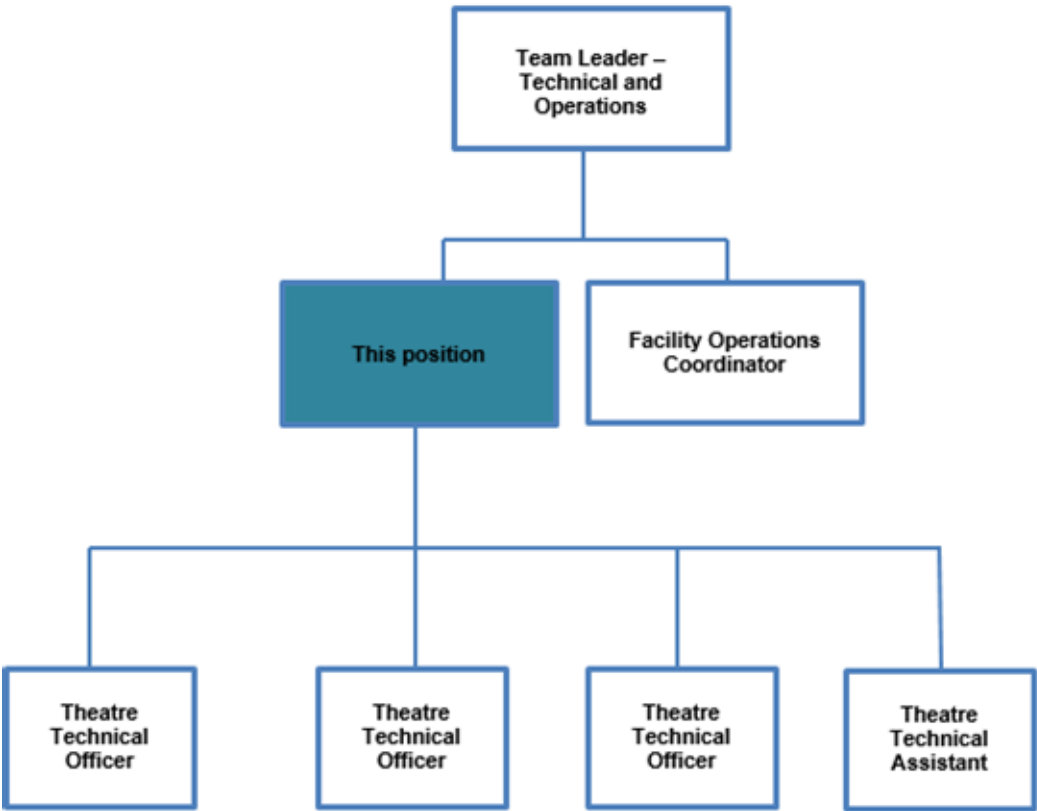 Team Leader –
Technical and
Operations
This position
Facility Operations
Coordinator
Theatre
Technical
Officer
Theatre
Technical
Officer
Theatre
Technical
Officer
Theatre
Technical
Assistant